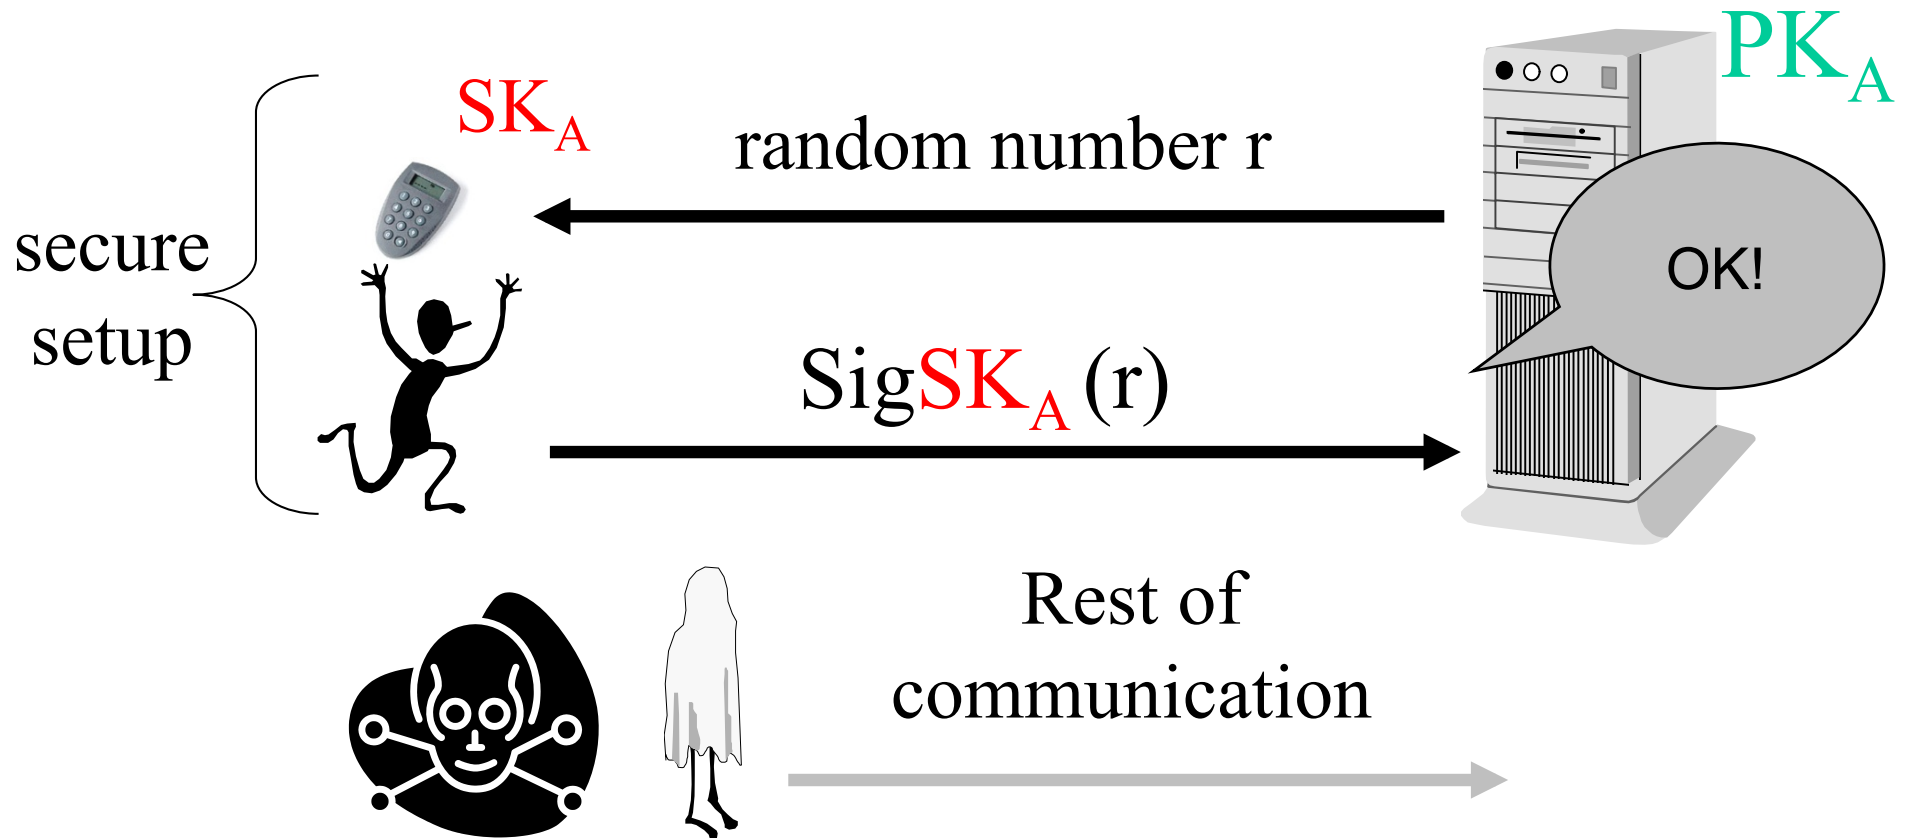 PKA
SKA
random number r
secure
setup
OK!
SigSKA (r)
Rest of
communication